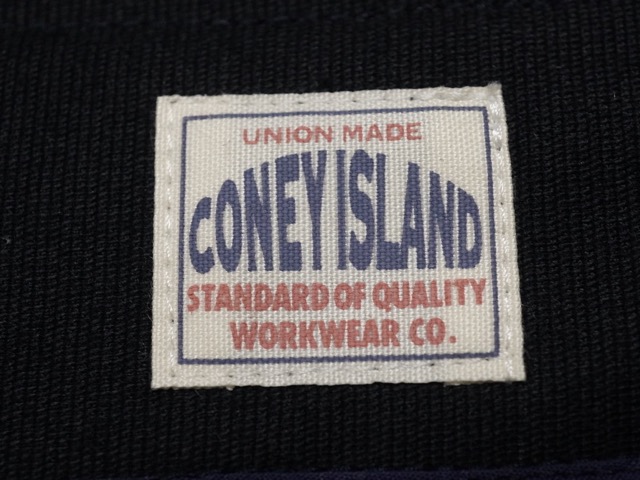 UNION MADE
CONEY ISLAND
STANDARD OF QUALITY
WORKWEAR CO.